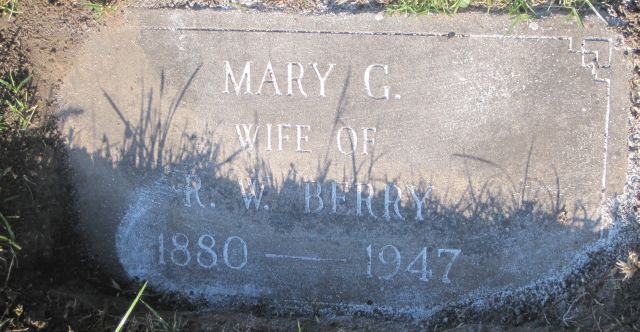 MARY G.
WIFE OF
R. W. BERRY
1880 — 1947